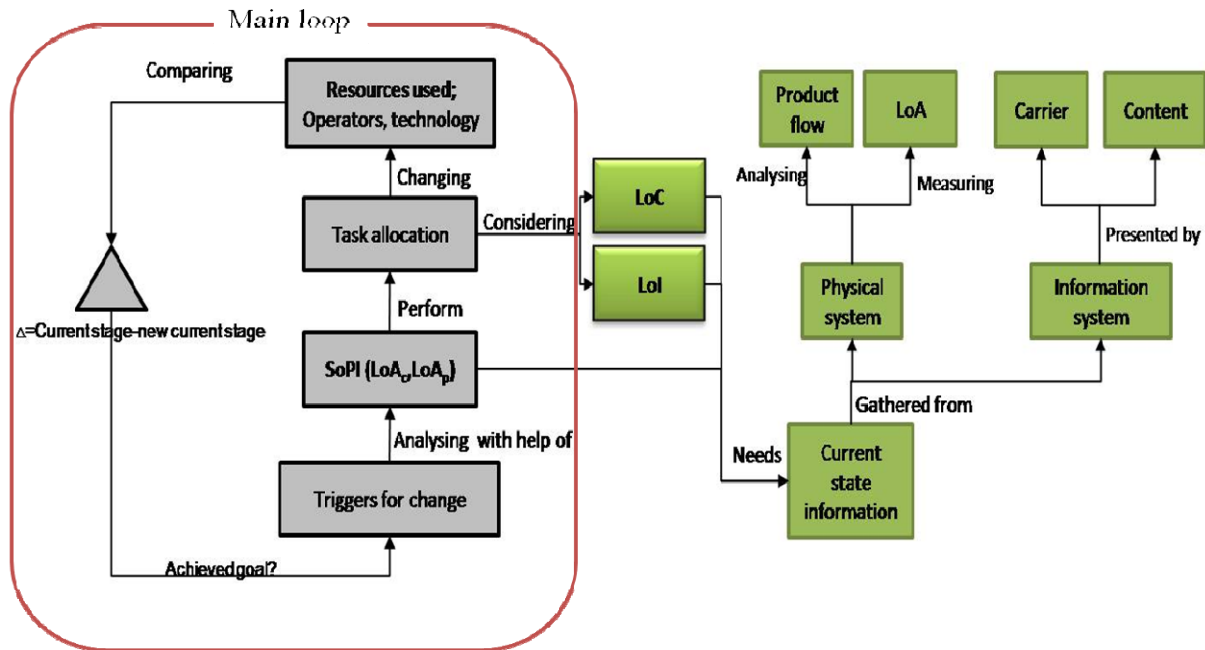 Main loop
Comparing
Resources used;
Operators, technology
Changing
Task allocation
Considering
Perform
Δ=Current stage-new current stage
SoPI (LoAc,LoAp)
Analysing with help of
Triggers for change
Achieved goal?
LoC
LoI
Needs
Product
flow
LoA
Carrier
Content
Analysing
Measuring
Presented by
Physical
system
Information
system
Gathered from
Current
state
information